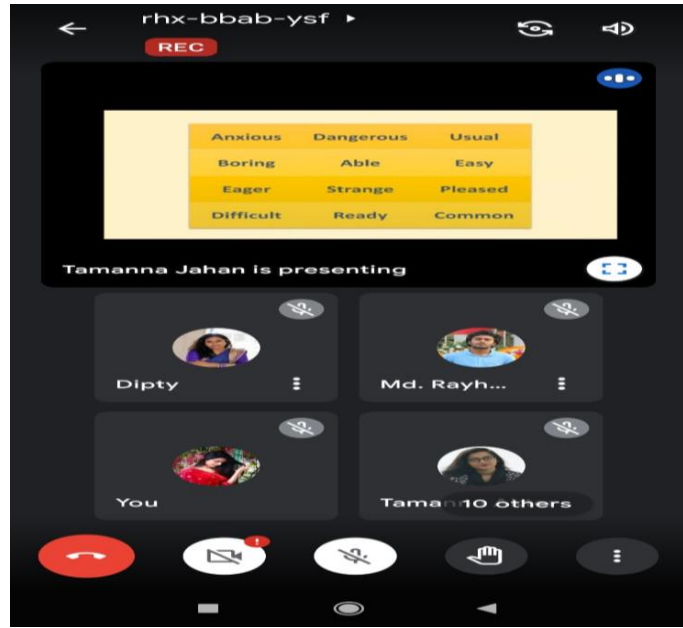 rhx-bbab-ysf
REC
Anxious Dangerous Usual
Boring Able Easy
Eager Strange Pleased
Difficult Ready Common
Tamanna Jahan is presenting
Dipty
Md. Rayh...
You
Taman 10 others